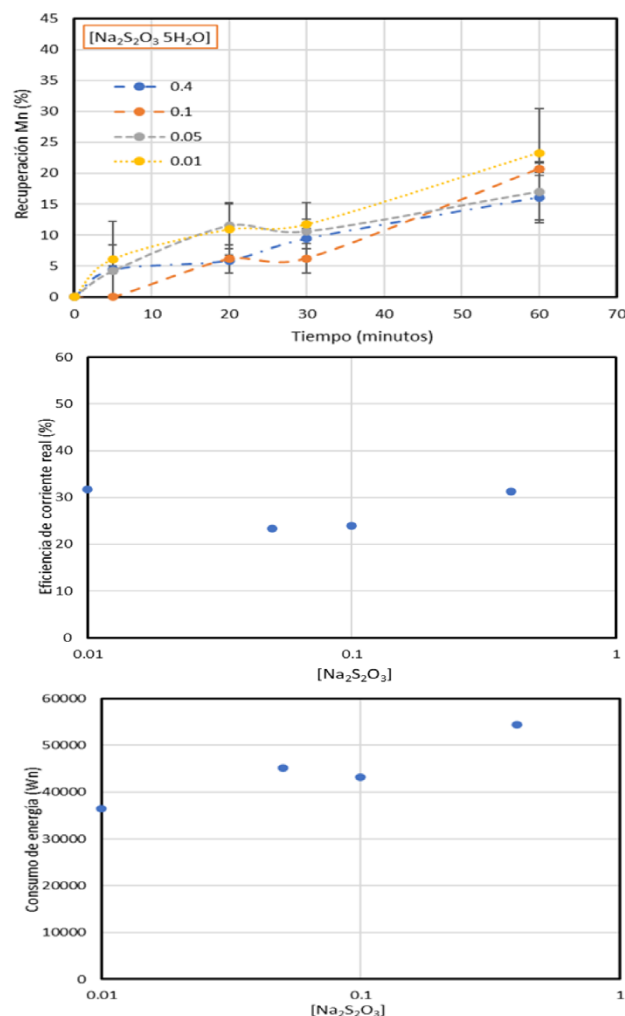 45
40
35
30
25
20
15
10
5
0
Recuperación Mn (%)
[Na₂S₂O₃ 5H₂O]
0.4
0.1
0.05
0.01
0 10 20 30 40 50 60 70
Tiempo (minutos)
60
50
40
30
20
10
0
Eficiencia de corriente real (%)
0.01 0.1 1
[Na₂S₂O₃]
60000
50000
40000
30000
20000
10000
0
Consumo de energía (Wn)
0.01 0.1 1
[Na₂S₂O₃]